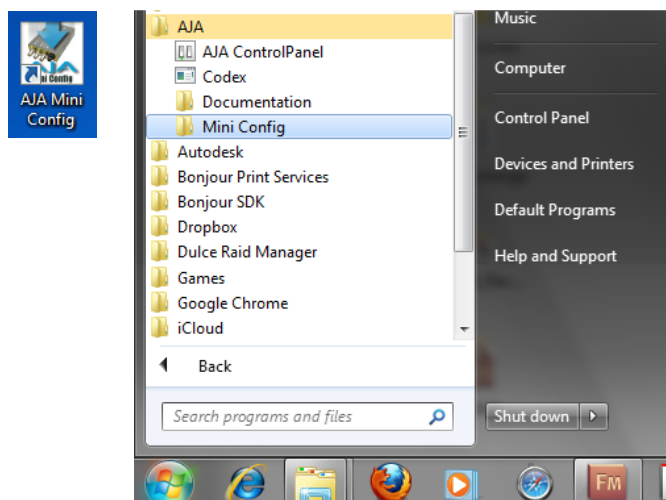 ni Config
AJA Mini
Config
AJA
AJA ControlPanel
Codex
Documentation
Mini Config
Autodesk
Bonjour Print Services
Bonjour SDK
Dropbox
Dulce Raid Manager
Games
Google Chrome
iCloud
Back
Search programs and files
Music
Computer
Control Panel
Devices and Printers
Default Programs
Help and Support
Shut down
FM